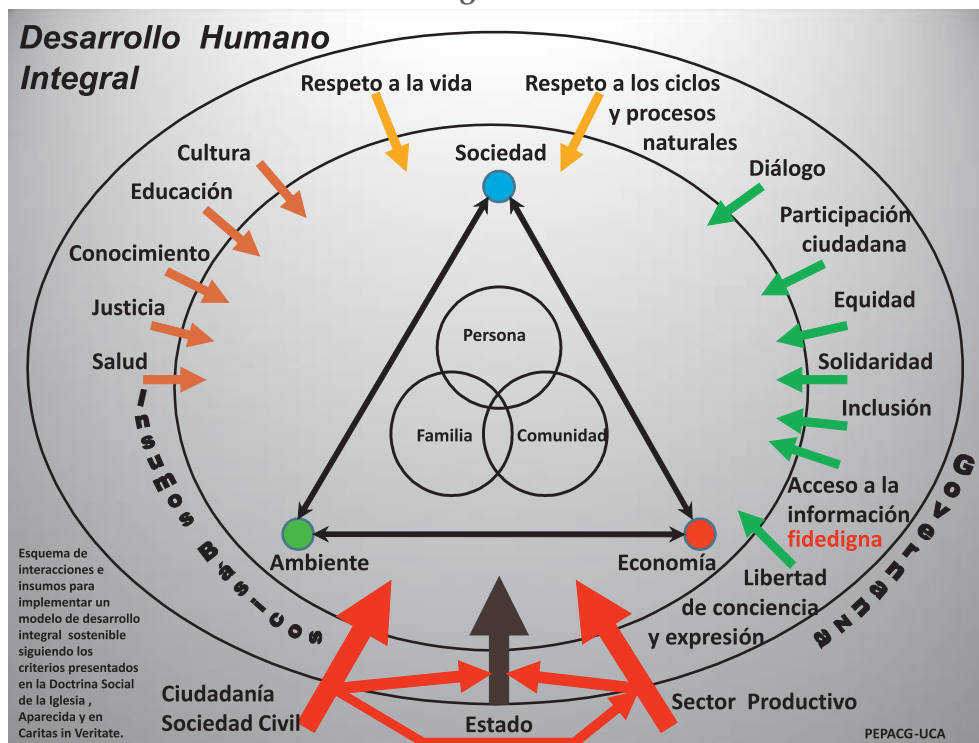 Desarrollo Humano
Integral
Respeto a la vida
Respeto a los ciclos
y procesos
naturales
Cultura
Sociedad
Diálogo
Educación
Participación
ciudadana
Conocimiento
Justicia
Equidad
Persona
Salud
Solidaridad
Inclusión
Familia
Comunidad
Insumos Básicos
Governanza
Acceso a la
información
fidedigna
Ambiente
Economía
Libertad
de conciencia
y expresión
Esquema de
interacciones e
insumos para
implementar un
modelo de desarrollo
integral sostenible
siguiendo los
criterios presentados
en la Doctrina Social
de la Iglesia ,
Aparecida y en
Caritas in Veritate.
Ciudadanía
Sociedad Civil
Estado
Sector Productivo
PEPACG-UCA